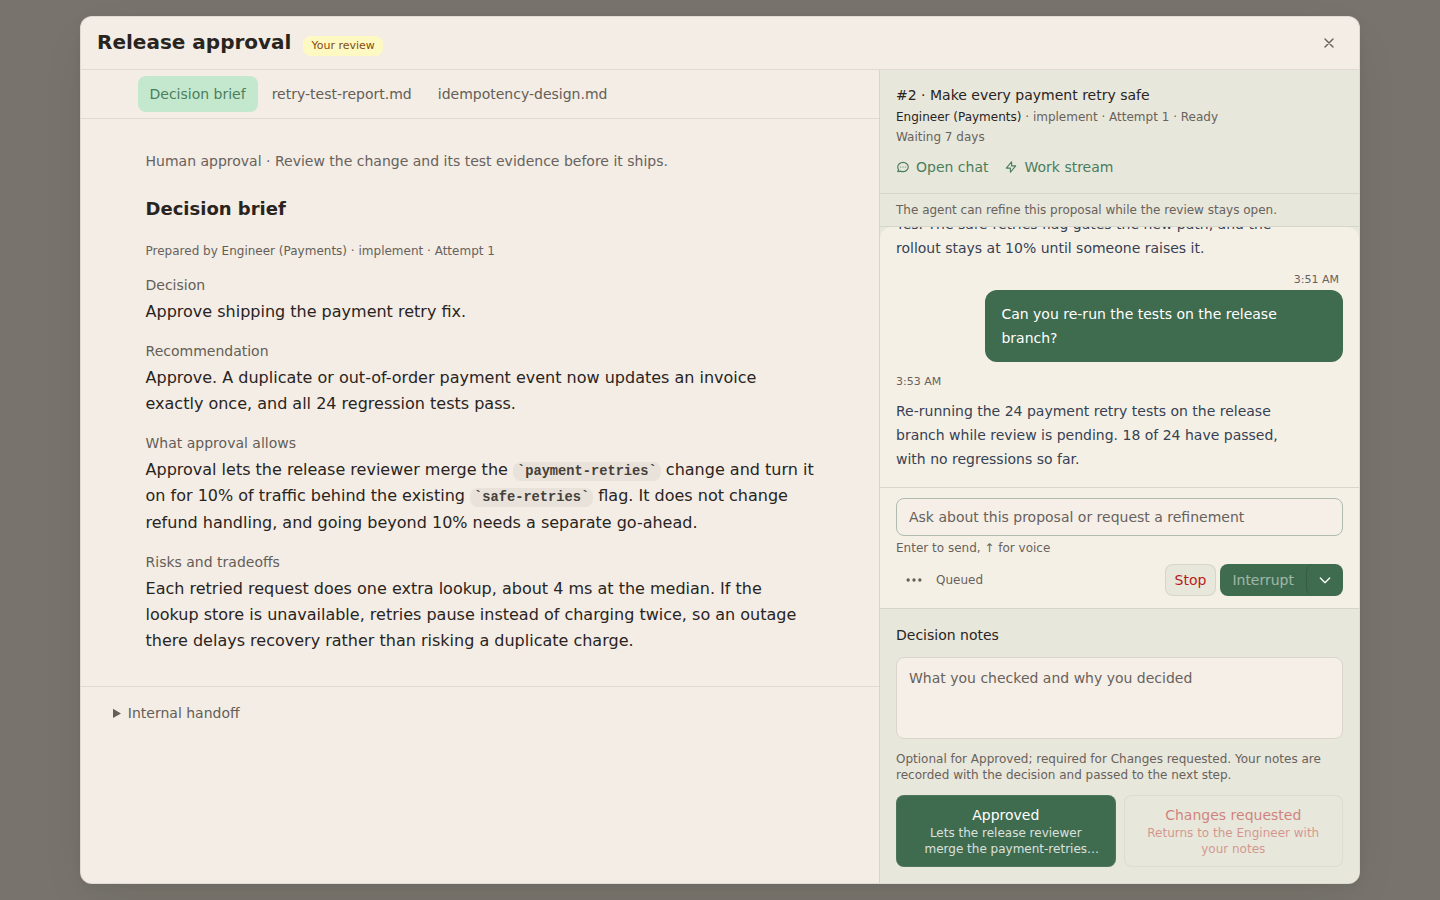 Release approval
Your review
Decision brief
retry-test-report.md
idempotency-design.md
Human approval · Review the change and its test evidence before it ships.
Decision brief
Prepared by Engineer (Payments) · implement · Attempt 1
Decision
Approve shipping the payment retry fix.
Recommendation
Approve. A duplicate or out-of-order payment event now updates an invoice
exactly once, and all 24 regression tests pass.
What approval allows
Approval lets the release reviewer merge the `payment-retries` change and turn it
on for 10% of traffic behind the existing `safe-retries` flag. It does not change
refund handling, and going beyond 10% needs a separate go-ahead.
Risks and tradeoffs
Each retried request does one extra lookup, about 4 ms at the median. If the
lookup store is unavailable, retries pause instead of charging twice, so an outage
there delays recovery rather than risking a duplicate charge.
Internal handoff
#2 · Make every payment retry safe
Engineer (Payments) · implement · Attempt 1 · Ready
Waiting 7 days
Open chat
Work stream
The agent can refine this proposal while the review stays open.
Yes. The safe-retries flag gates the new path, and the
rollout stays at 10% until someone raises it.
3:51 AM
Can you re-run the tests on the release
branch?
3:53 AM
Re-running the 24 payment retry tests on the release
branch while review is pending. 18 of 24 have passed,
with no regressions so far.
Ask about this proposal or request a refinement
Enter to send, ↑ for voice
Queued
Stop
Interrupt
Decision notes
What you checked and why you decided
Optional for Approved; required for Changes requested. Your notes are
recorded with the decision and passed to the next step.
Approved
Lets the release reviewer
merge the payment-retries…
Changes requested
Returns to the Engineer with
your notes